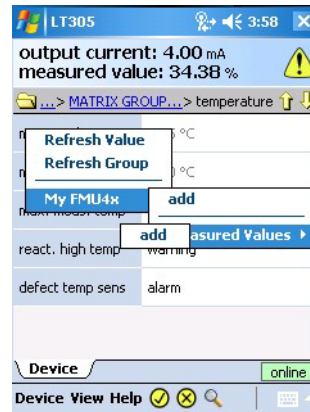 LT305 3:58
output current: 4.00 mA
measured value: 34.38 %
...> MATRIX GROUP...> temperature
°C
Refresh Value
Refresh Group
°C
My FMU4x add
add asured Values
react. high temp warning
defect temp sens alarm
Device online
Device View Help